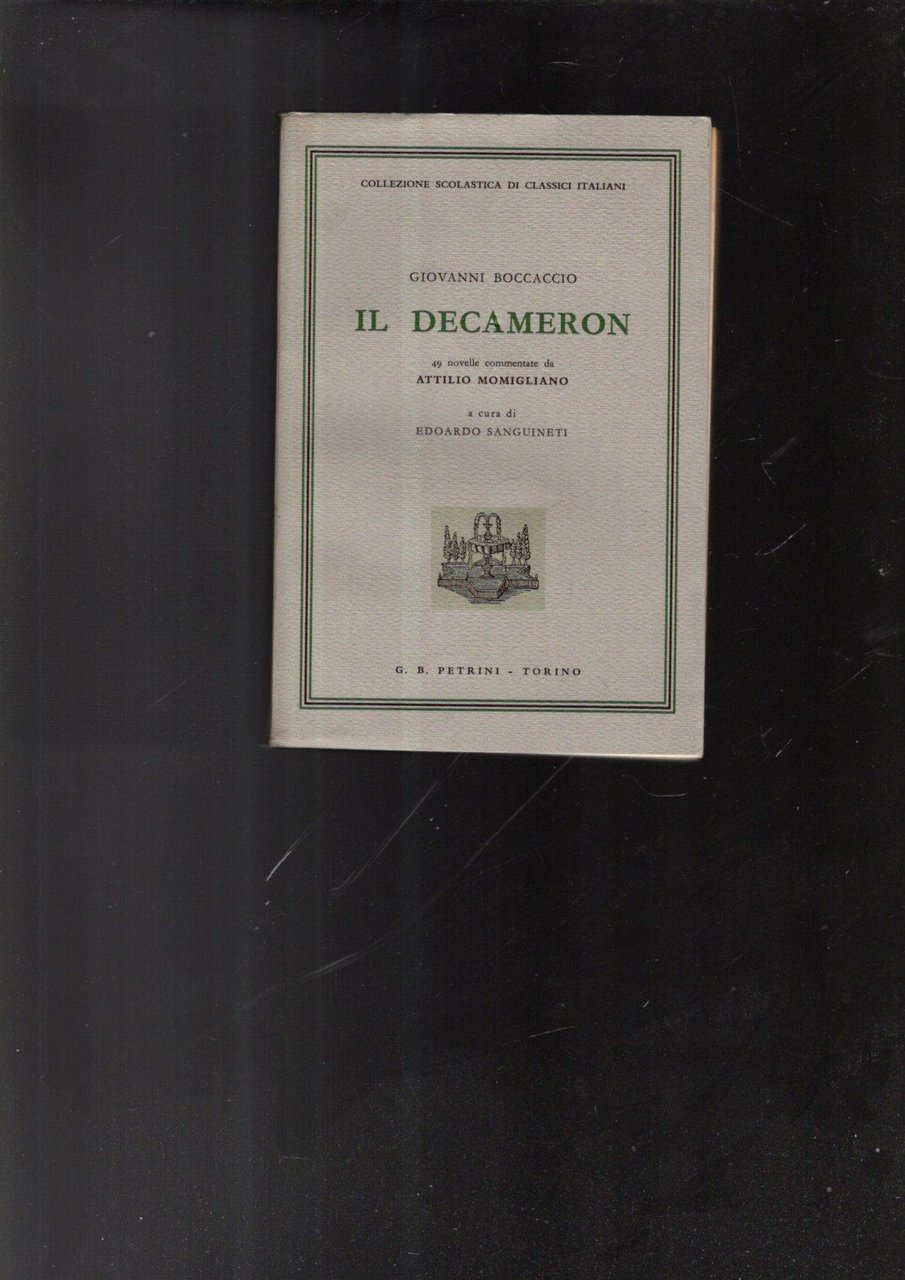 COLLEZIONE SCOLASTICA DI CLASSICI ITALIANI
GIOVANNI BOCCACCIO
IL DECAMERON
49 novelle commentate da
ATTILIO MOMIGLIANO
a cura di
EDOARDO SANGUINETI
G. B. PETRINI - TORINO